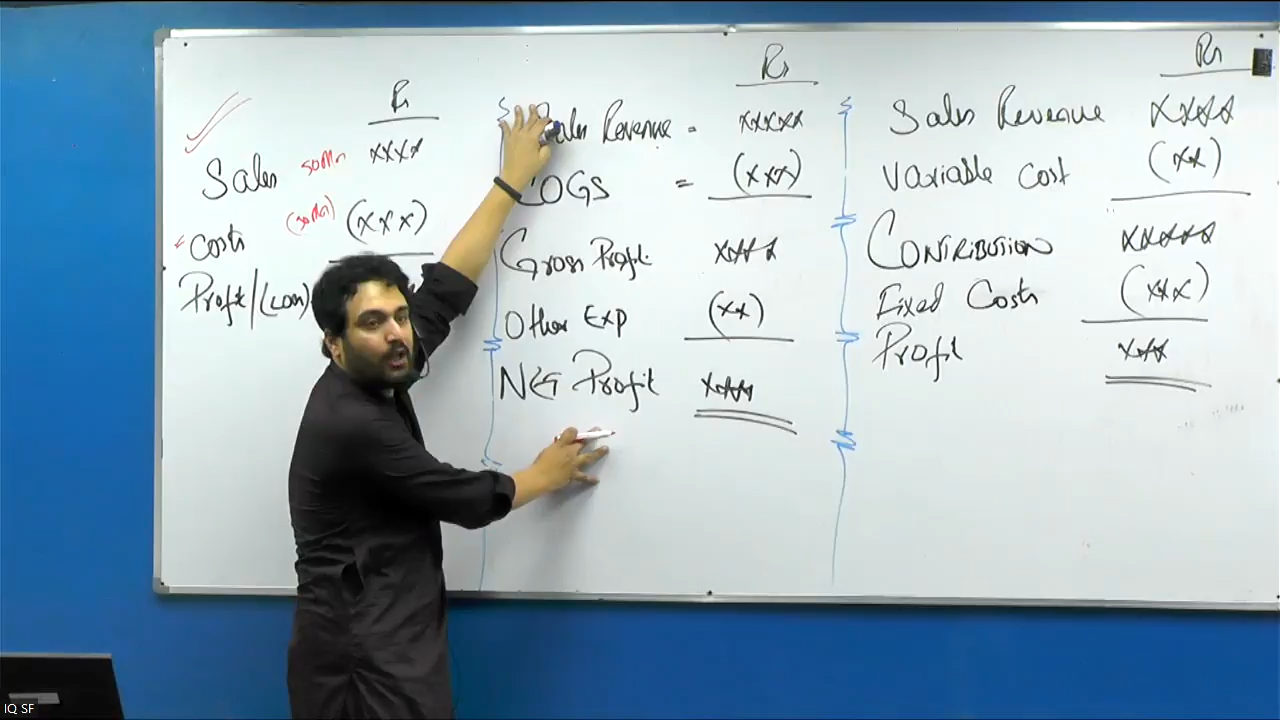 Rs
Sales 50Mn xxxx
Costs (30Mn) (xxx)
Profit/(Loss)
Rs
Sales Revenue = xxxxx
COGS = (xxx)
Gross Profit xxxx
Other Exp (xx)
Net Profit xxxx
Rs
Sales Revenue xxxx
Variable Cost (xx)
CONTRIBUTION xxxxx
Fixed Costs (xxx)
Profit xxx
IQ SF